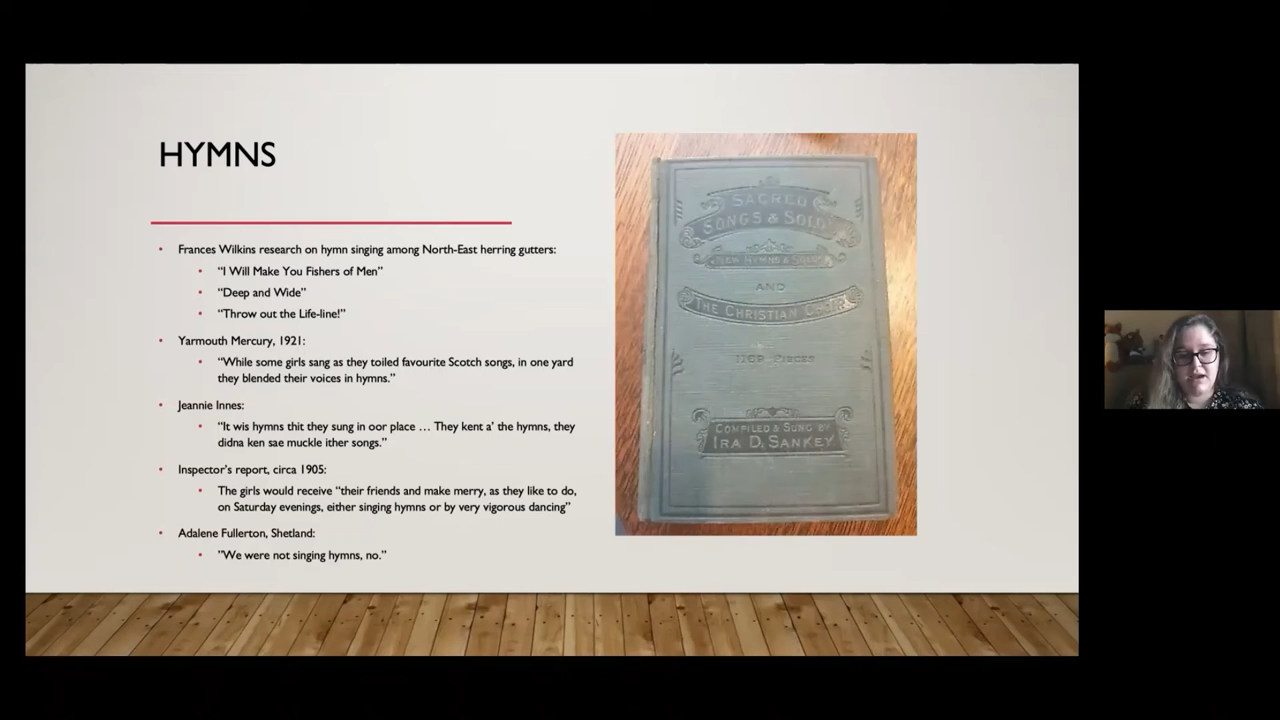 HYMNS
• Frances Wilkins research on hymn singing among North-East herring gutters:
• “I Will Make You Fishers of Men”
• “Deep and Wide”
• “Throw out the Life-line!”
• Yarmouth Mercury, 1921:
• “While some girls sang as they toiled favourite Scotch songs, in one yard
they blended their voices in hymns.”
• Jeannie Innes:
• “It wis hymns thit they sung in oor place … They kent a’ the hymns, they
didna ken sae muckle ither songs.”
• Inspector’s report, circa 1905:
• The girls would receive “their friends and make merry, as they like to do,
on Saturday evenings, either singing hymns or by very vigorous dancing”
• Adalene Fullerton, Shetland:
• ”We were not singing hymns, no.”
SACRED
SONGS & SOLOS
NEW HYMNS & SOLOS
AND
THE CHRISTIAN CHOIR
PIECES
COMPILED & SUNG BY
IRA D. SANKEY